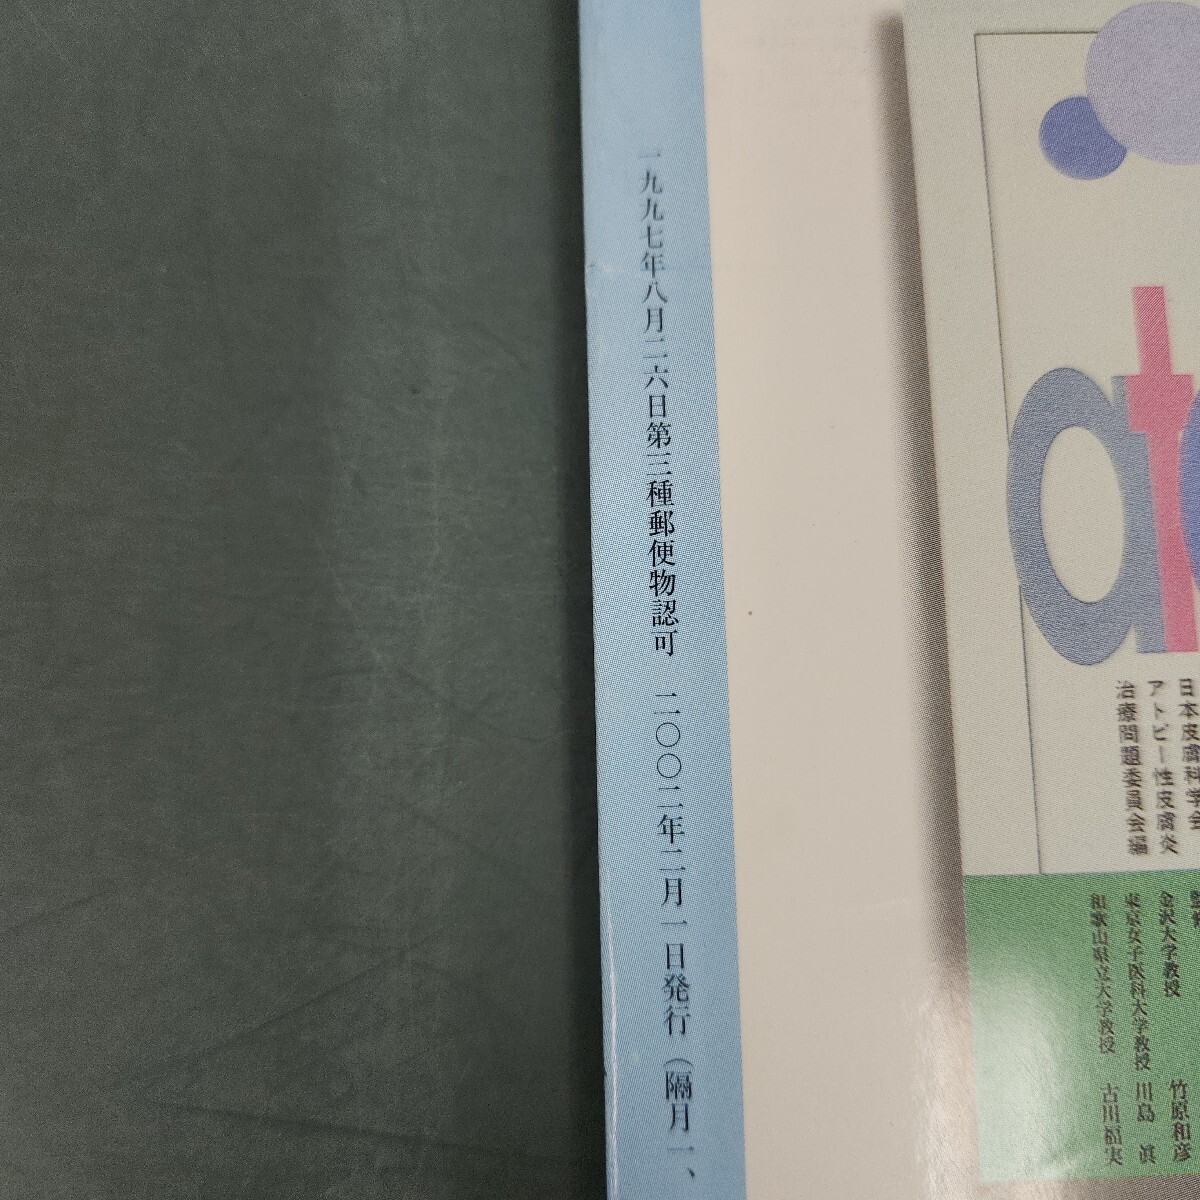 一九九七年八月二六日第三種郵便物認可　二〇〇二年二月一日発行（隔月一、
at
日本皮膚科学会
アトピー性皮膚炎
治療問題委員会編
金沢大学教授　竹原和彦
東京女子医科大学教授　川島　眞
和歌山県立大学教授　古川福実